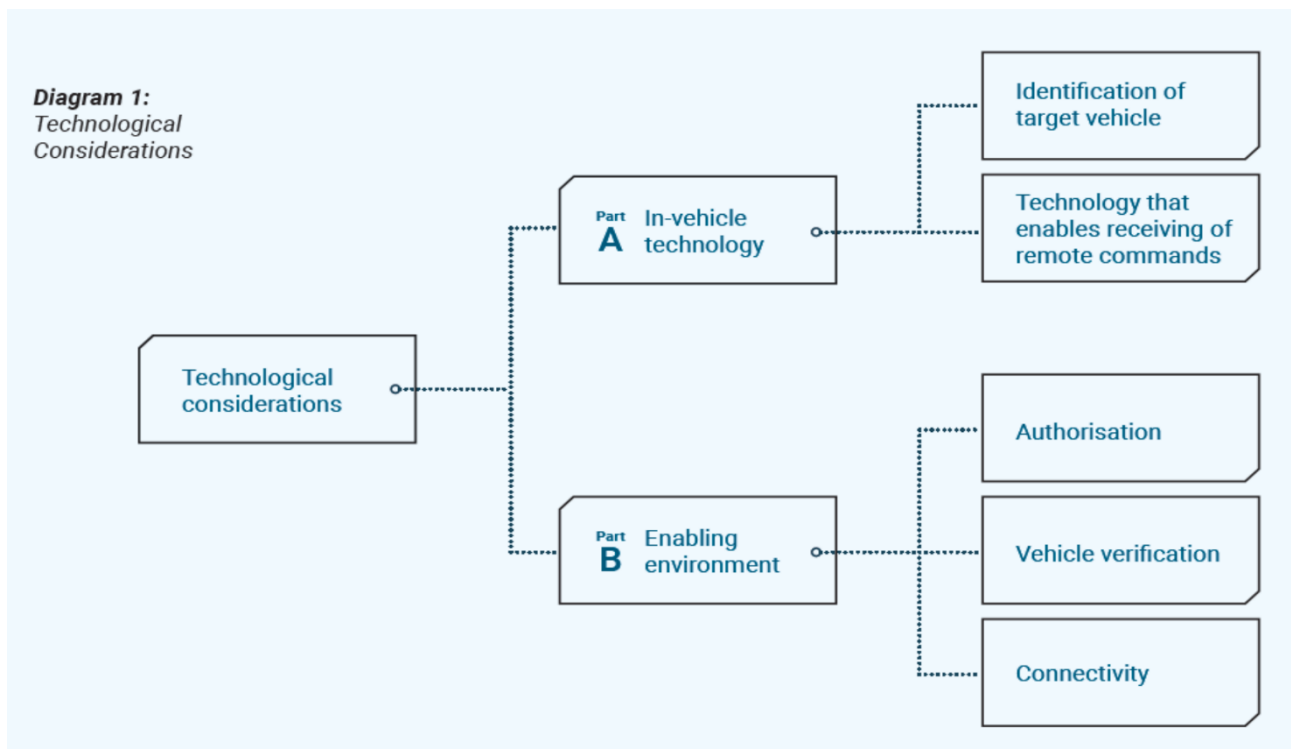 Diagram 1:
Technological
Considerations
Technological
considerations
Part
A
In-vehicle
technology
Identification of
target vehicle
Technology that
enables receiving of
remote commands
Part
B
Enabling
environment
Authorisation
Vehicle verification
Connectivity